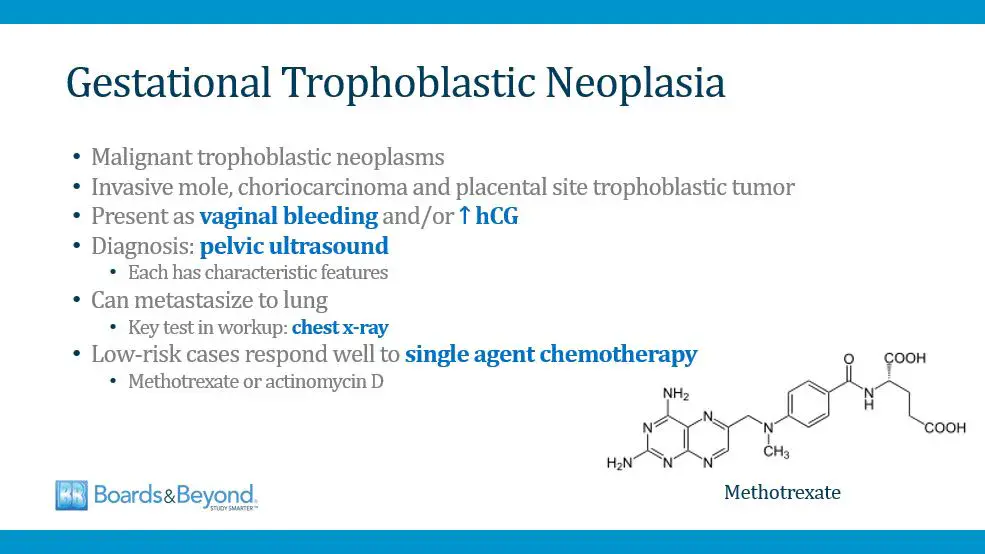 Gestational Trophoblastic Neoplasia
• Malignant trophoblastic neoplasms
• Invasive mole, choriocarcinoma and placental site trophoblastic tumor
• Present as vaginal bleeding and/or ↑hCG
• Diagnosis: pelvic ultrasound
• Each has characteristic features
• Can metastasize to lung
• Key test in workup: chest x-ray
• Low-risk cases respond well to single agent chemotherapy
• Methotrexate or actinomycin D
O
COOH
NH₂
N
N
N
N
H
COOH
CH₃
H₂N
N
N
Methotrexate
BB Boards&Beyond.
STUDY SMARTER™